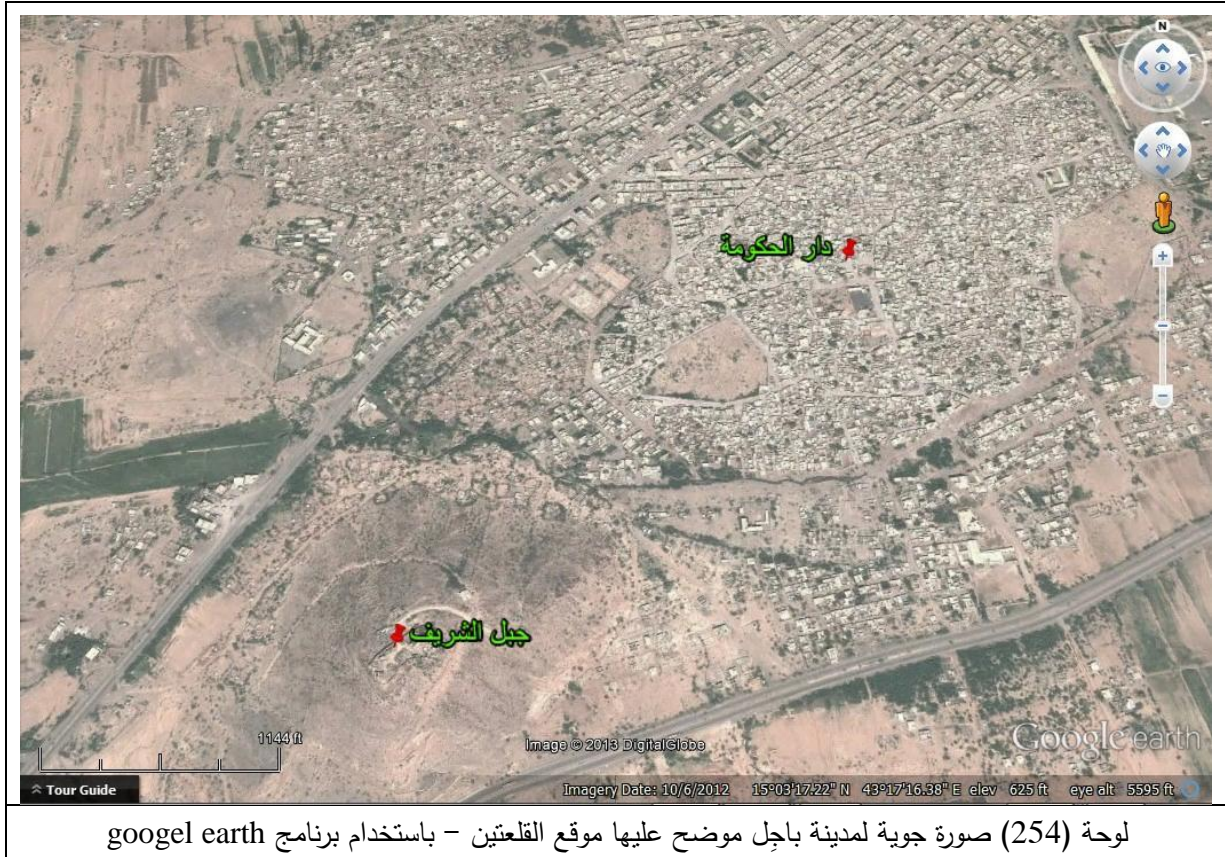 N
دار الحكومة
جبل الشريف
1144 ft
Image © 2013 DigitalGlobe
Google earth
Tour Guide
Imagery Date: 10/6/2012 15°03'17.22" N 43°17'16.38" E elev 625 ft eye alt 5595 ft
لوحة (254) صورة جوية لمدينة باجِل موضح عليها موقع القلعتين – باستخدام برنامج googel earth